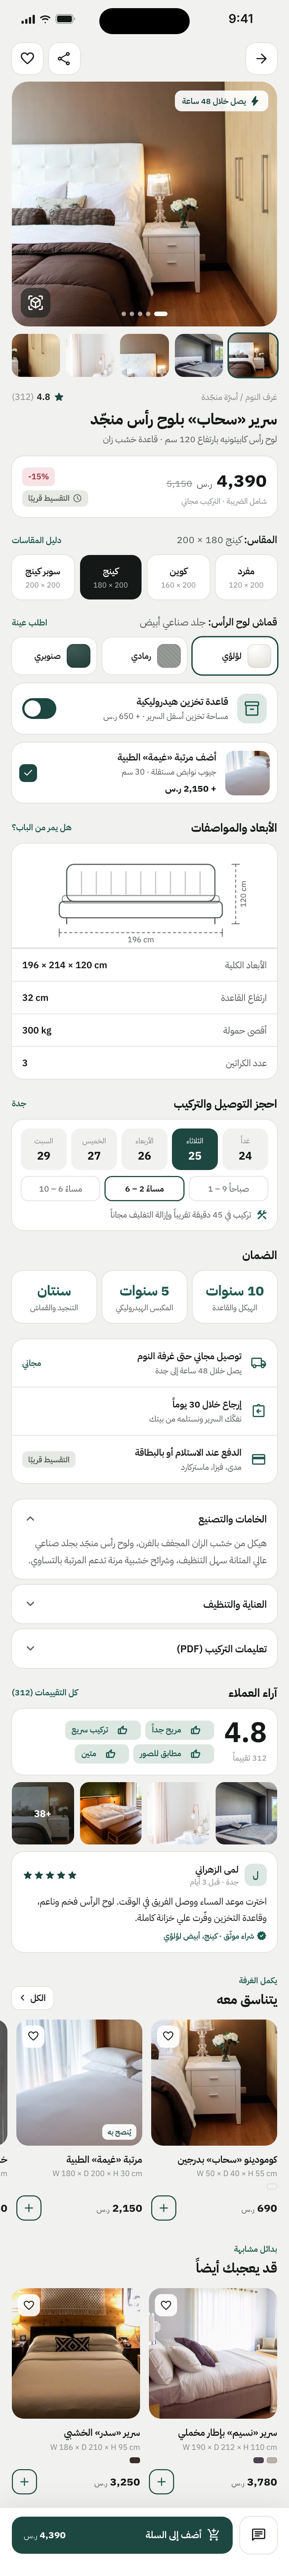 9:41
يصل خلال 48 ساعة
غرف النوم / أسرّة منجّدة
4.8 (312)
سرير «سحاب» بلوح رأس منجّد
لوح رأس كابيتونيه بارتفاع 120 سم · قاعدة خشب زان
4,390 ر.س 5,150
-15%
شامل الضريبة · التركيب مجاني
التقسيط قريبًا
المقاس: كينج 180 × 200
دليل المقاسات
مفرد
120 × 200
كوين
160 × 200
كينج
180 × 200
سوبر كينج
200 × 200
قماش لوح الرأس: جلد صناعي أبيض
اطلب عينة
لؤلؤي
رمادي
صنوبري
قاعدة تخزين هيدروليكية
مساحة تخزين أسفل السرير · + 650 ر.س
أضف مرتبة «غيمة» الطبية
جيوب نوابض مستقلة · 30 سم
+ 2,150 ر.س
الأبعاد والمواصفات
هل يمر من الباب؟
120 cm
196 cm
الأبعاد الكلية
196 × 214 × 120 cm
ارتفاع القاعدة
32 cm
أقصى حمولة
300 kg
عدد الكراتين
3
احجز التوصيل والتركيب
جدة
غداً
24
الثلاثاء
25
الأربعاء
26
الخميس
27
السبت
29
صباحاً 9 – 1
مساءً 2 – 6
مساءً 6 – 10
تركيب في 45 دقيقة تقريباً وإزالة التغليف مجاناً
الضمان
10 سنوات
الهيكل والقاعدة
5 سنوات
المكبس الهيدروليكي
سنتان
التنجيد والقماش
توصيل مجاني حتى غرفة النوم
يصل خلال 48 ساعة إلى جدة
مجاني
إرجاع خلال 30 يوماً
نفكّك السرير ونستلمه من بيتك
الدفع عند الاستلام أو بالبطاقة
مدى، فيزا، ماستركارد
التقسيط قريبًا
الخامات والتصنيع
هيكل من خشب الزان المجفف بالفرن، ولوح رأس منجّد بجلد صناعي
عالي المتانة سهل التنظيف، وشرائح خشبية مرنة تدعم المرتبة بالتساوي.
العناية والتنظيف
تعليمات التركيب (PDF)
آراء العملاء
كل التقييمات (312)
4.8
312 تقييماً
مريح جداً
تركيب سريع
مطابق للصور
متين
38+
ل
لمى الزهراني
جدة · قبل 3 أيام
اخترت موعد المساء ووصل الفريق في الوقت. لوح الرأس فخم وناعم،
وقاعدة التخزين وفّرت علي خزانة كاملة.
شراء موثّق · كينج، أبيض لؤلؤي
يكمل الغرفة
يتناسق معه
الكل
يُنصح به
كومودينو «سحاب» بدرجين
W 50 × D 40 × H 55 cm
690 ر.س
مرتبة «غيمة» الطبية
W 180 × D 200 × H 30 cm
2,150 ر.س
بدائل مشابهة
قد يعجبك أيضاً
سرير «نسيم» بإطار مخملي
W 190 × D 212 × H 110 cm
3,780 ر.س
سرير «سدر» الخشبي
W 186 × D 210 × H 95 cm
3,250 ر.س
أضف إلى السلة
4,390 ر.س